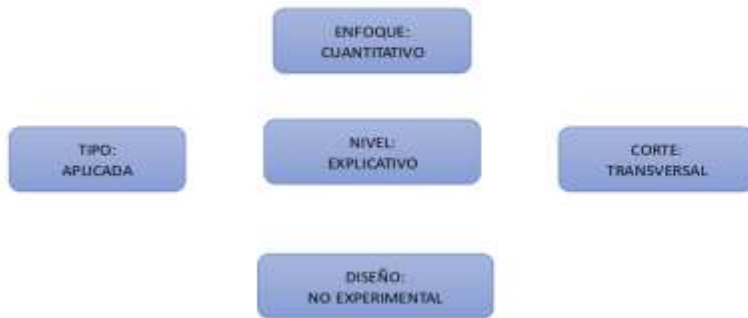 ENFOQUE:
CUANTITATIVO
TIPO:
APLICADA
NIVEL:
EXPLICATIVO
CORTE:
TRANSVERSAL
DISEÑO:
NO EXPERIMENTAL